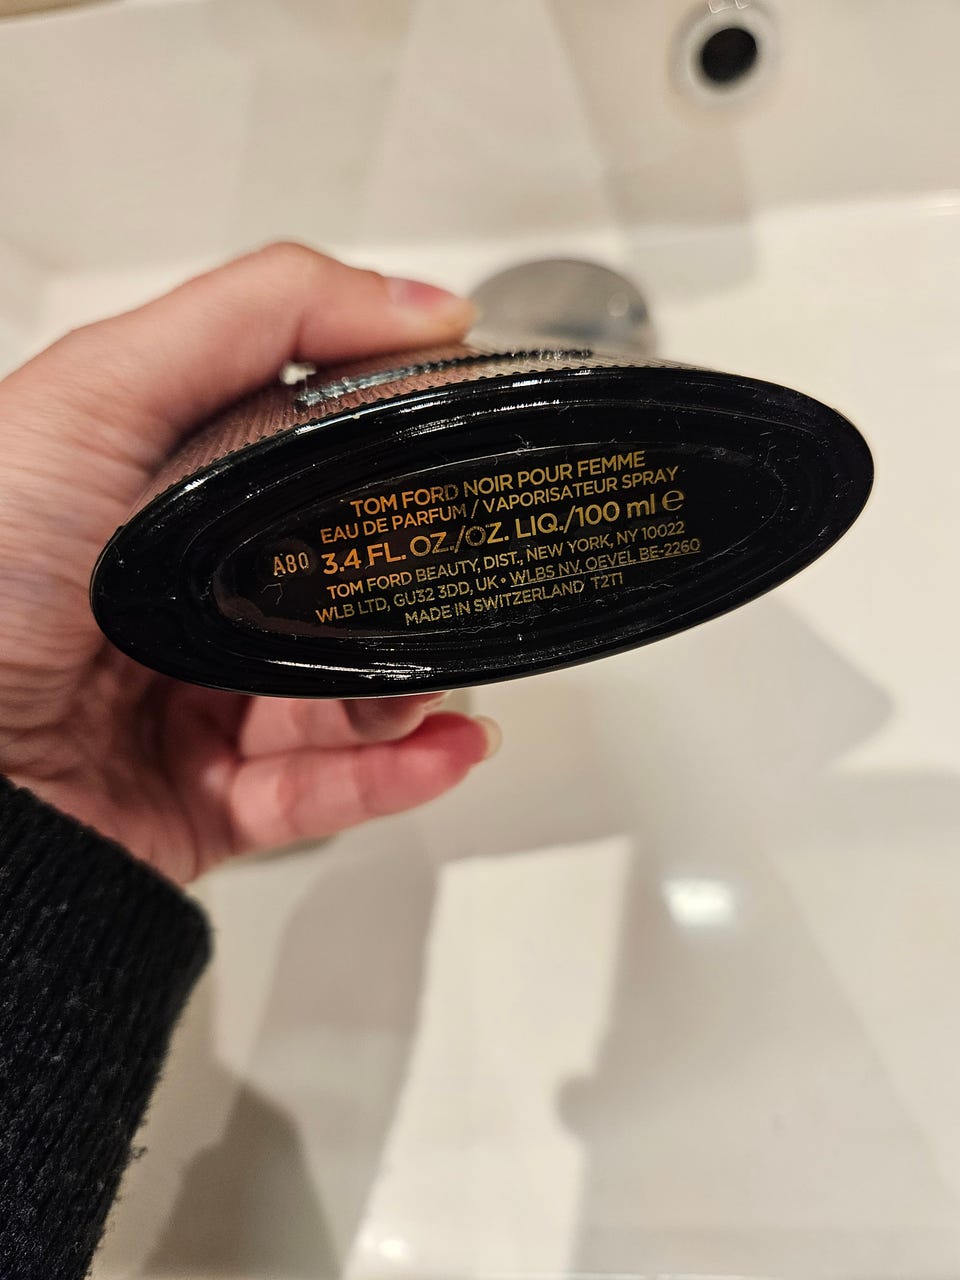 TOM FORD NOIR POUR FEMME
EAU DE PARFUM / VAPORISATEUR SPRAY
A80
3.4 FL. OZ./OZ. LIQ./100 ml ℮
TOM FORD BEAUTY, DIST., NEW YORK, NY 10022
WLB LTD, GU32 3DD, UK • WLBS NV, OEVEL BE-2260
MADE IN SWITZERLAND T2T1